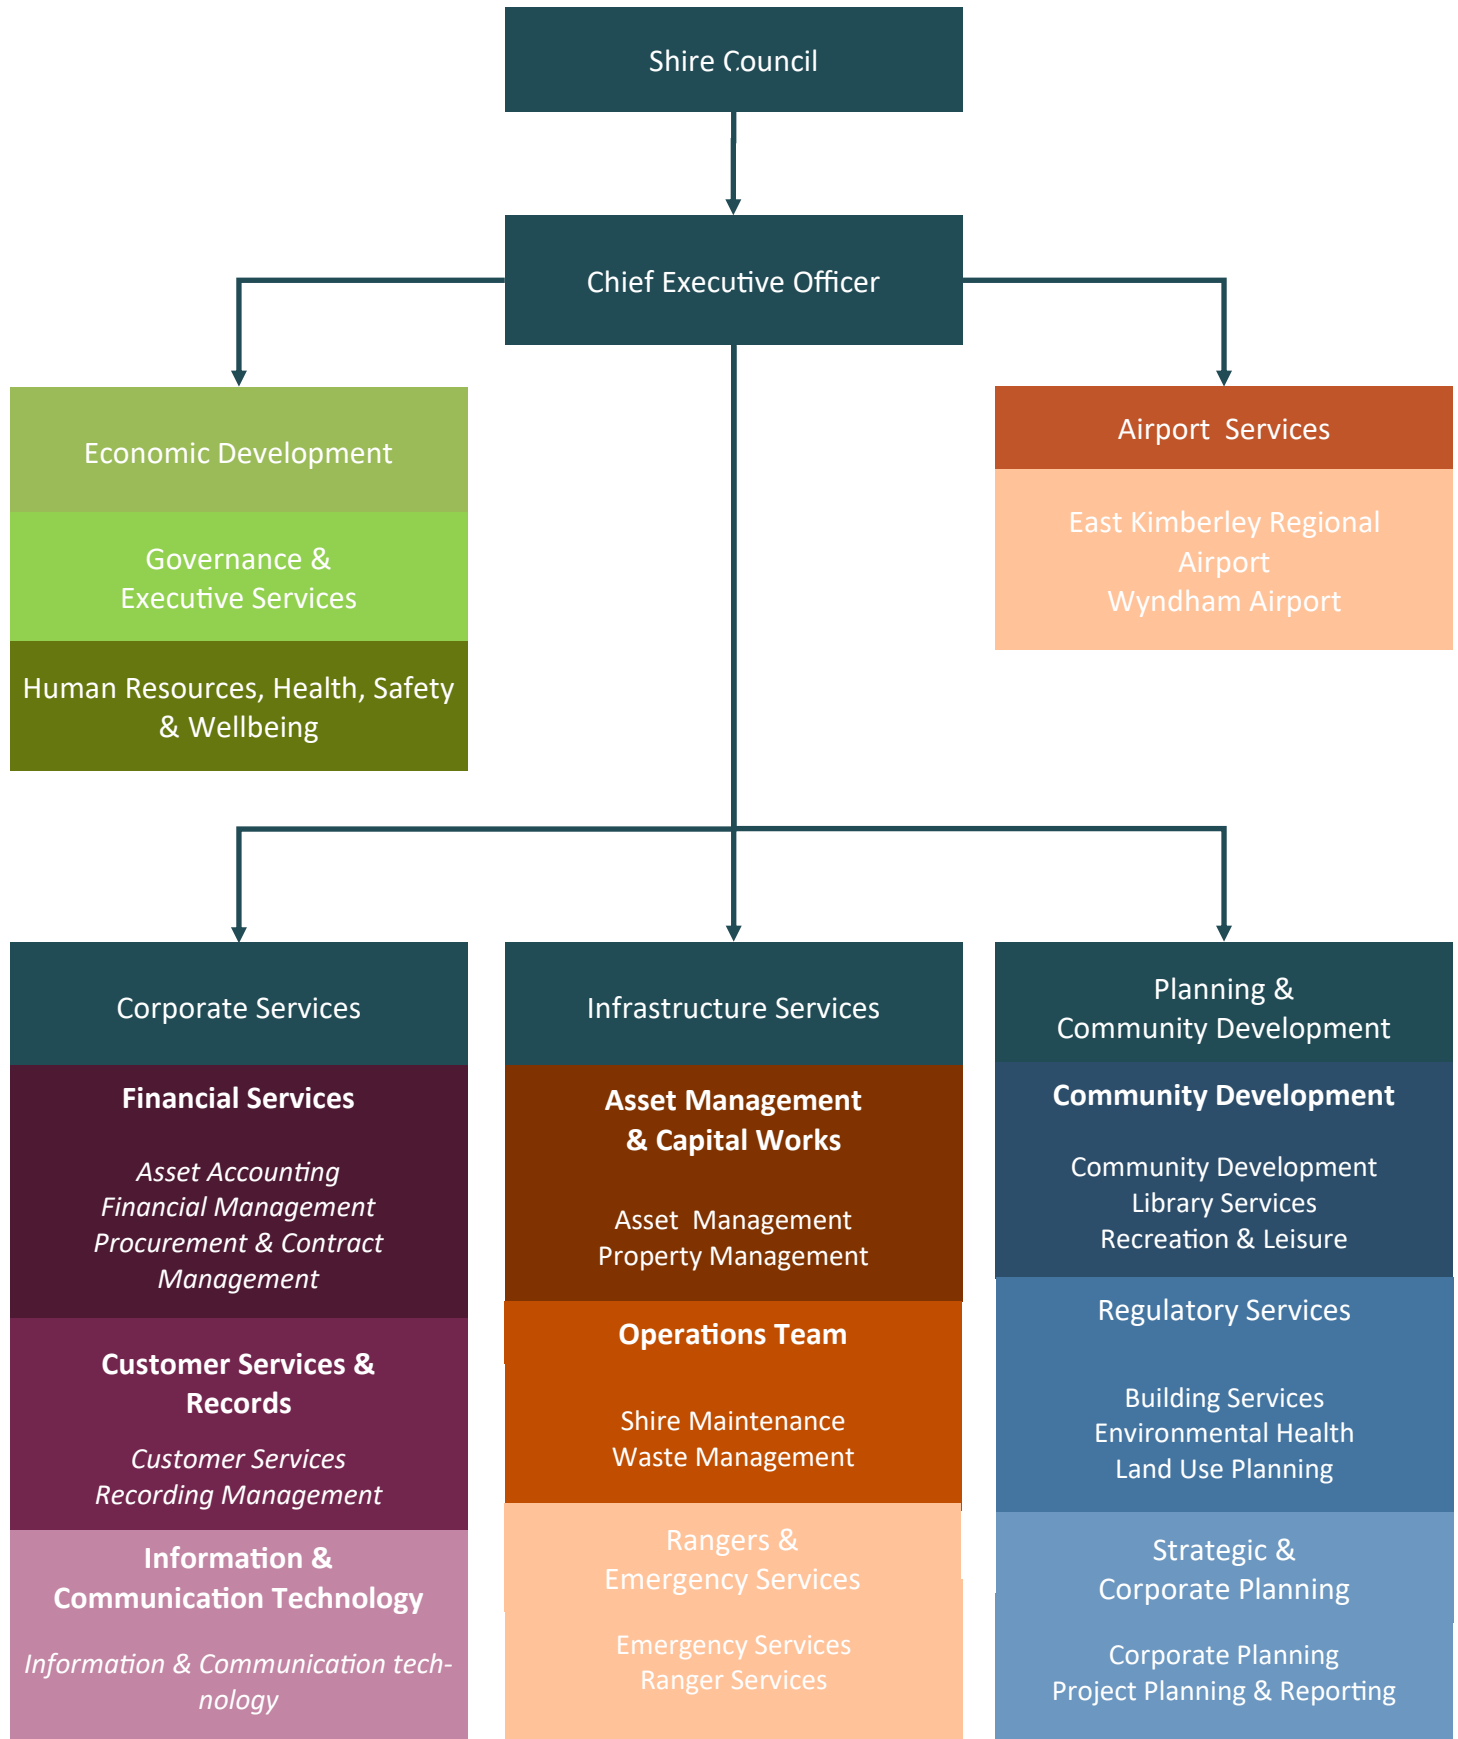 Shire Council
Chief Executive Officer
Economic Development
Governance &
Executive Services
Human Resources, Health, Safety
& Wellbeing
Airport Services
East Kimberley Regional
Airport
Wyndham Airport
Corporate Services
Financial Services
Asset Accounting
Financial Management
Procurement & Contract
Management
Customer Services &
Records
Customer Services
Recording Management
Information &
Communication Technology
Information & Communication tech-
nology
Infrastructure Services
Asset Management
& Capital Works
Asset Management
Property Management
Operations Team
Shire Maintenance
Waste Management
Rangers &
Emergency Services
Emergency Services
Ranger Services
Planning &
Community Development
Community Development
Community Development
Library Services
Recreation & Leisure
Regulatory Services
Building Services
Environmental Health
Land Use Planning
Strategic &
Corporate Planning
Corporate Planning
Project Planning & Reporting